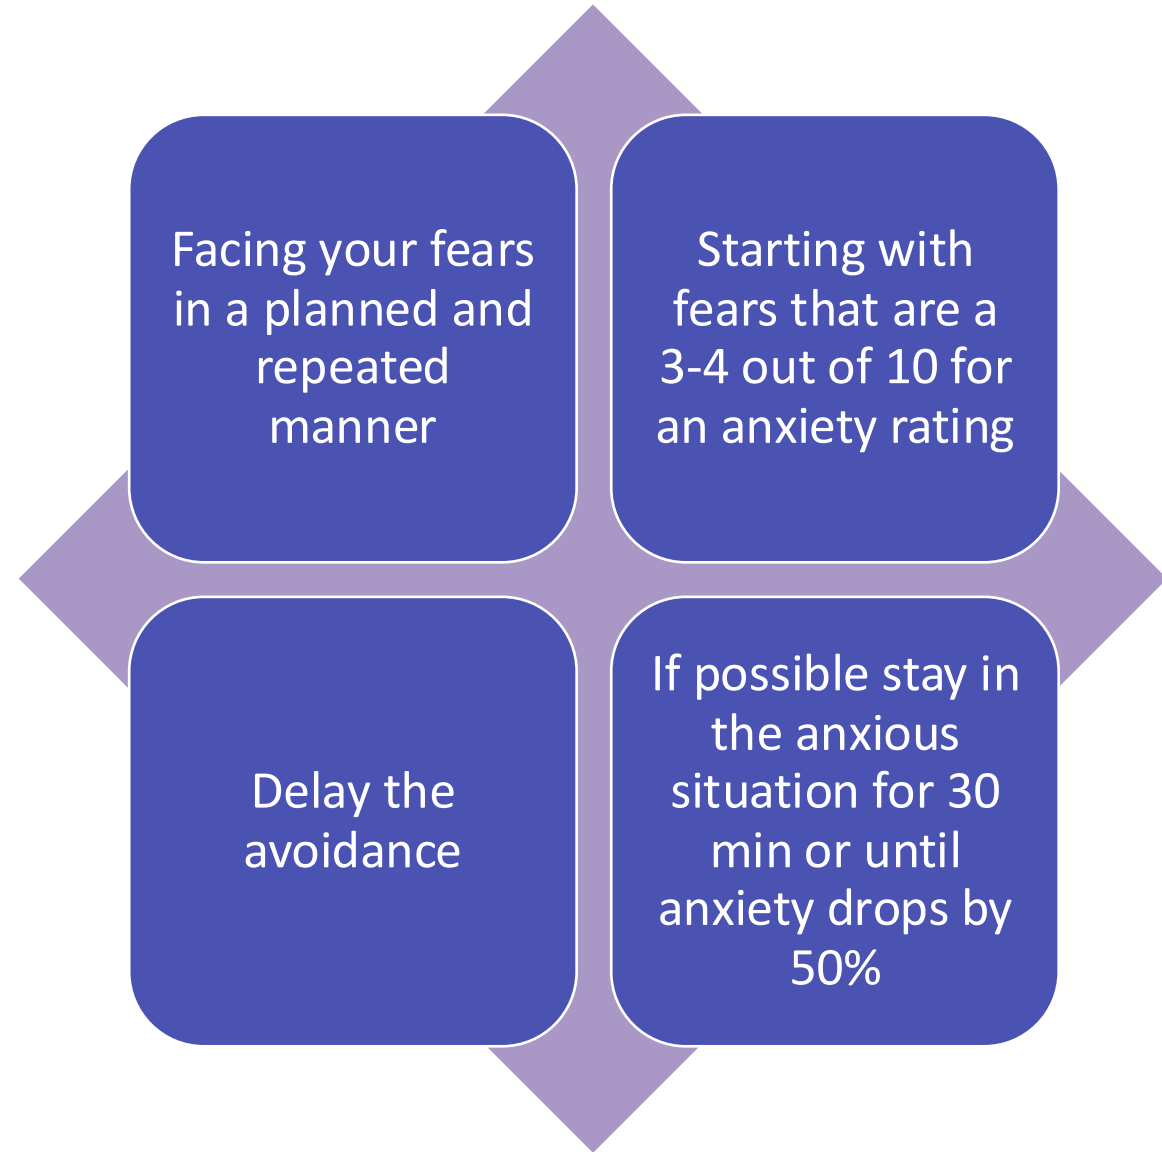 Facing your fears
in a planned and
repeated
manner
Starting with
fears that are a
3-4 out of 10 for
an anxiety rating
Delay the
avoidance
If possible stay in
the anxious
situation for 30
min or until
anxiety drops by
50%